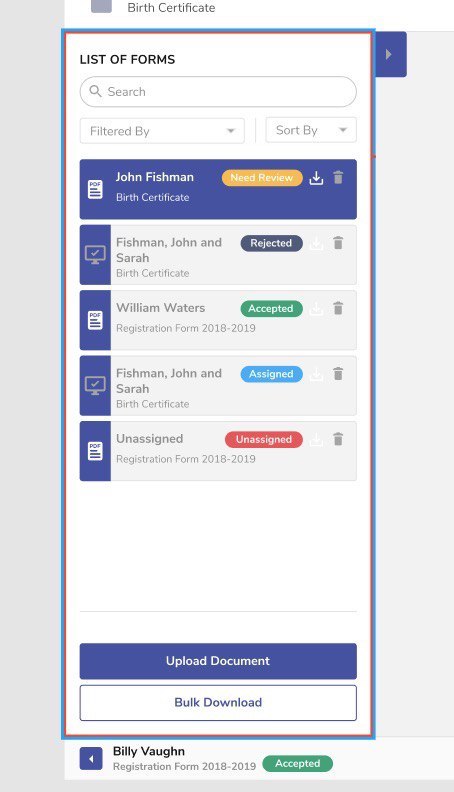 Birth Certificate
LIST OF FORMS
Search
Filtered By
Sort By
PDF
John Fishman
Need Review
Birth Certificate
Fishman, John and
Sarah
Rejected
Birth Certificate
PDF
William Waters
Accepted
Registration Form 2018-2019
Fishman, John and
Sarah
Assigned
Birth Certificate
PDF
Unassigned
Unassigned
Registration Form 2018-2019
Upload Document
Bulk Download
Billy Vaughn
Registration Form 2018-2019
Accepted